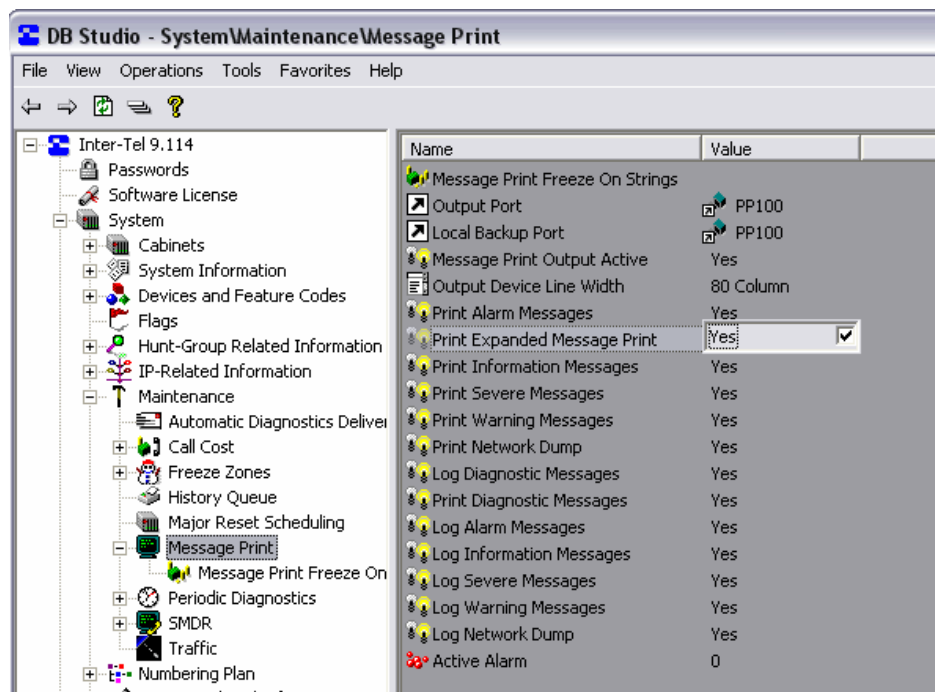 DB Studio - System\Maintenance\Message Print
File View Operations Tools Favorites Help
Inter-Tel 9.114
Passwords
Software License
System
Cabinets
System Information
Devices and Feature Codes
Flags
Hunt-Group Related Information
IP-Related Information
Maintenance
Automatic Diagnostics Deliver
Call Cost
Freeze Zones
History Queue
Major Reset Scheduling
Message Print
Message Print Freeze On
Periodic Diagnostics
SMDR
Traffic
Numbering Plan
Name Value
Message Print Freeze On Strings
Output Port PP100
Local Backup Port PP100
Message Print Output Active Yes
Output Device Line Width 80 Column
Print Alarm Messages Yes
Print Expanded Message Print Yes
Print Information Messages Yes
Print Severe Messages Yes
Print Warning Messages Yes
Print Network Dump Yes
Log Diagnostic Messages Yes
Print Diagnostic Messages Yes
Log Alarm Messages Yes
Log Information Messages Yes
Log Severe Messages Yes
Log Warning Messages Yes
Log Network Dump Yes
Active Alarm 0